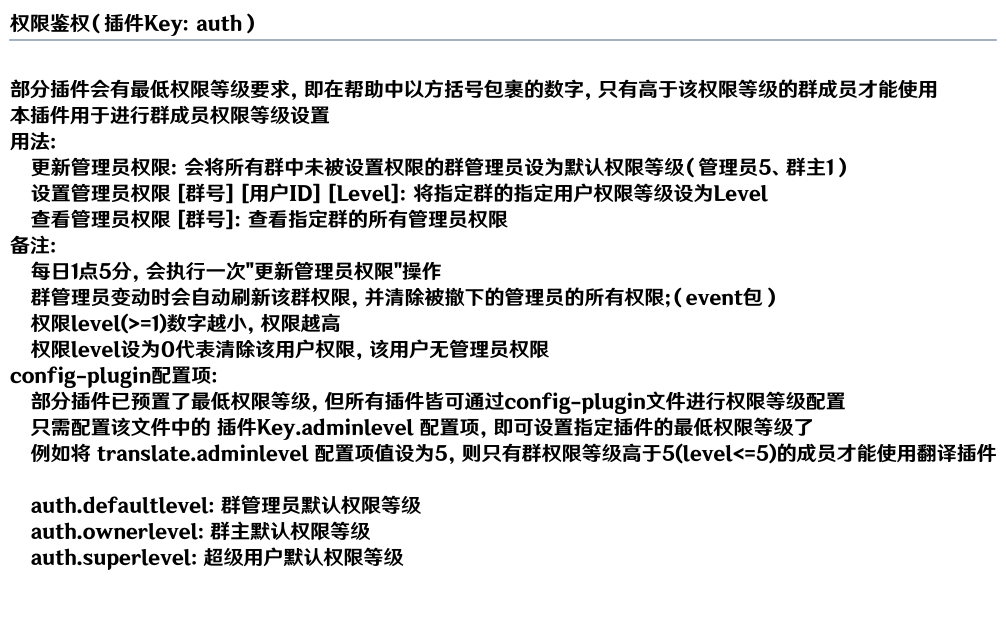 权限鉴权(插件Key: auth)
部分插件会有最低权限等级要求, 即在帮助中以方括号包裹的数字, 只有高于该权限等级的群成员才能使用
本插件用于进行群成员权限等级设置
用法:
更新管理员权限: 会将所有群中未被设置权限的群管理员设为默认权限等级(管理员5、群主1)
设置管理员权限 [群号] [用户ID] [Level]: 将指定群的指定用户权限等级设为Level
查看管理员权限 [群号]: 查看指定群的所有管理员权限
备注:
每日1点5分, 会执行一次"更新管理员权限"操作
群管理员变动时会自动刷新该群权限, 并清除被撤下的管理员的所有权限;(event包)
权限level(>=1)数字越小, 权限越高
权限level设为0代表清除该用户权限, 该用户无管理员权限
config-plugin配置项:
部分插件已预置了最低权限等级, 但所有插件皆可通过config-plugin文件进行权限等级配置
只需配置该文件中的 插件Key.adminlevel 配置项, 即可设置指定插件的最低权限等级了
例如将 translate.adminlevel 配置项值设为5, 则只有群权限等级高于5(level<=5)的成员才能使用翻译插件
auth.defaultlevel: 群管理员默认权限等级
auth.ownerlevel: 群主默认权限等级
auth.superlevel: 超级用户默认权限等级